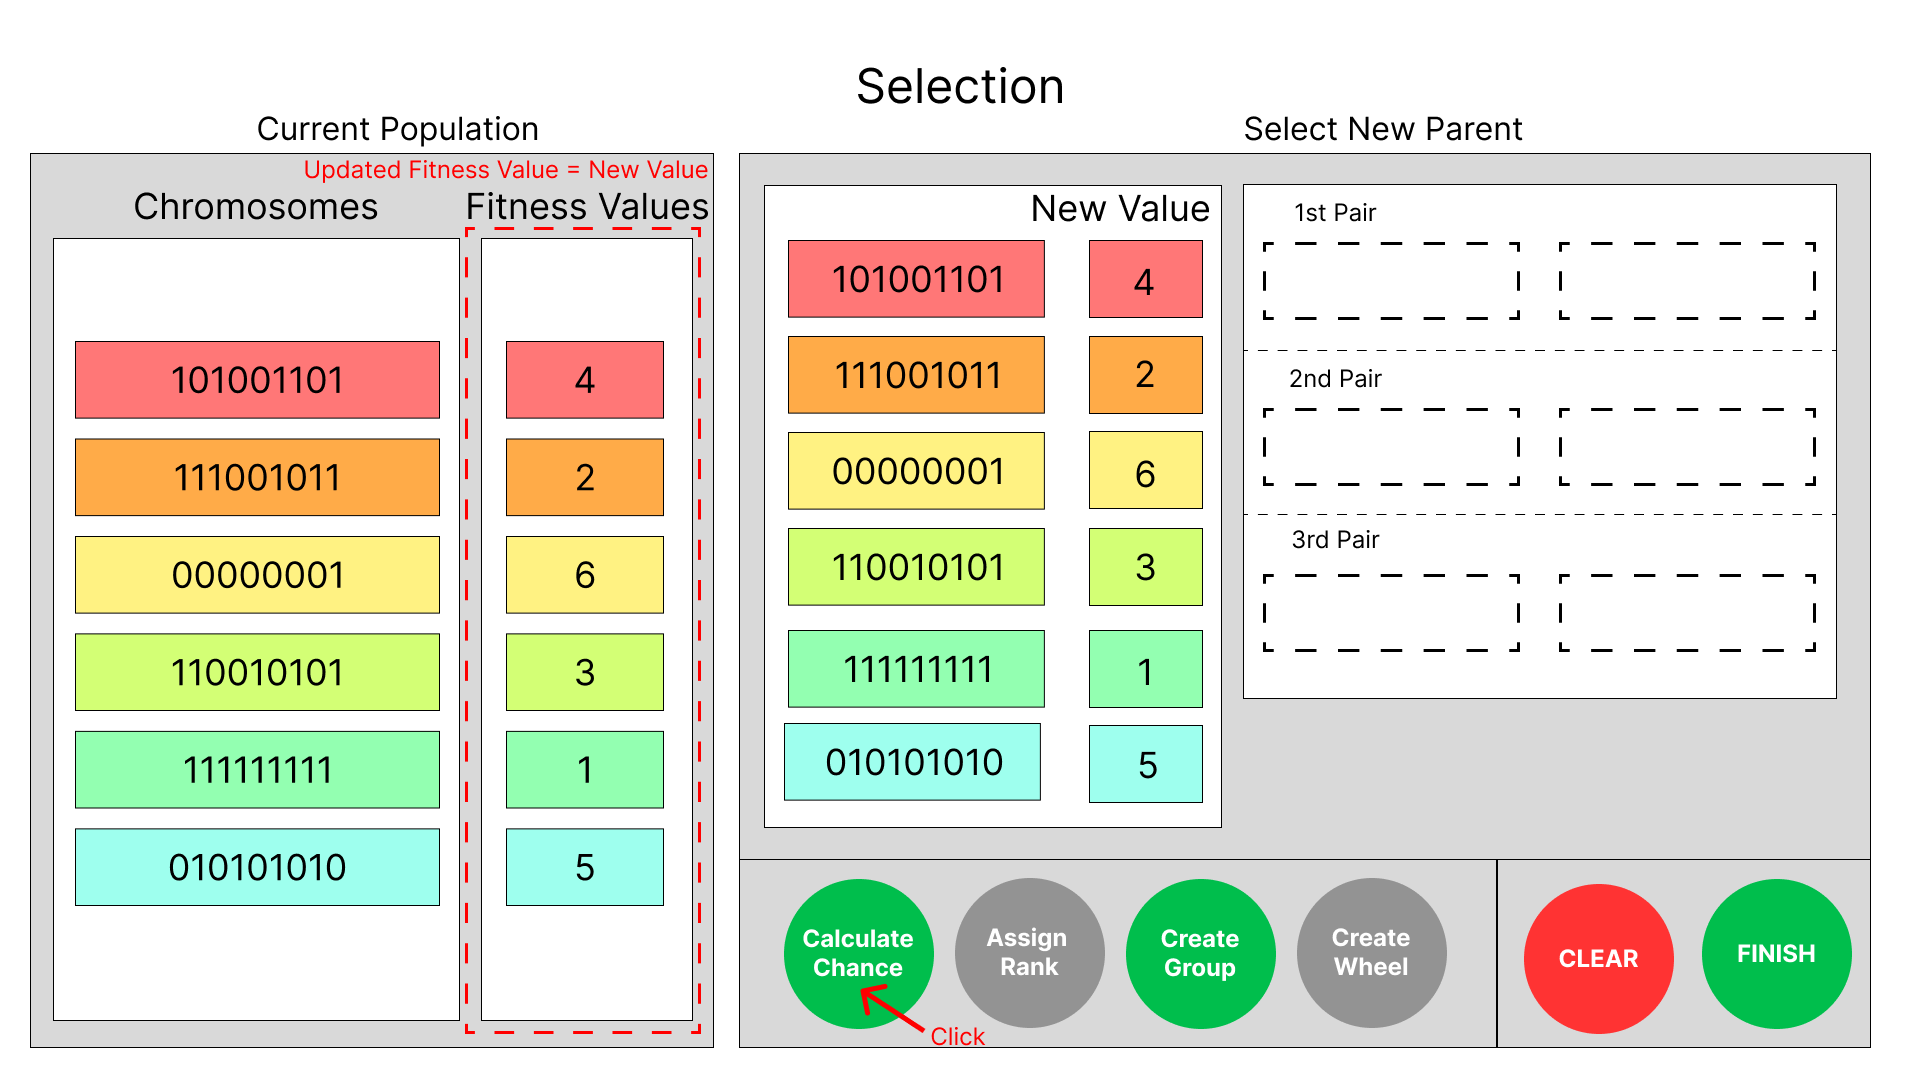 Selection
Current Population
Updated Fitness Value = New Value
Chromosomes Fitness Values
101001101 4
111001011 2
00000001 6
110010101 3
111111111 1
010101010 5
Select New Parent
New Value
101001101 4
111001011 2
00000001 6
110010101 3
111111111 1
010101010 5
1st Pair
2nd Pair
3rd Pair
Calculate
Chance
Assign
Rank
Create
Group
Create
Wheel
Click
CLEAR
FINISH